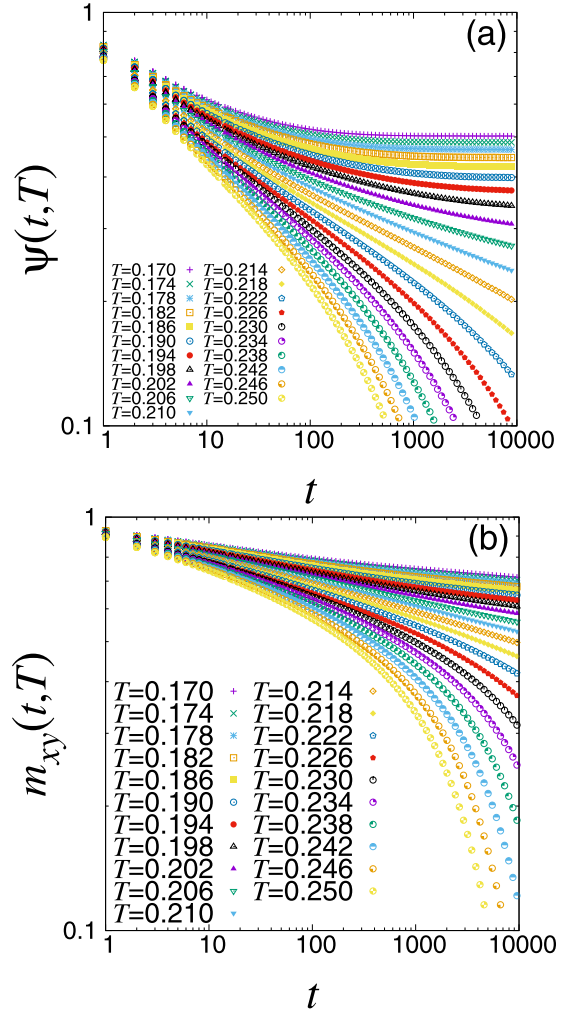 1
(a)
ψ(t,T)
T=0.170 T=0.214
T=0.174 T=0.218
T=0.178 T=0.222
T=0.182 T=0.226
T=0.186 T=0.230
T=0.190 T=0.234
T=0.194 T=0.238
T=0.198 T=0.242
T=0.202 T=0.246
T=0.206 T=0.250
T=0.210
0.1
1 10 100 1000 10000
t
1
(b)
m_xy(t,T)
T=0.170 T=0.214
T=0.174 T=0.218
T=0.178 T=0.222
T=0.182 T=0.226
T=0.186 T=0.230
T=0.190 T=0.234
T=0.194 T=0.238
T=0.198 T=0.242
T=0.202 T=0.246
T=0.206 T=0.250
T=0.210
0.1
1 10 100 1000 10000
t